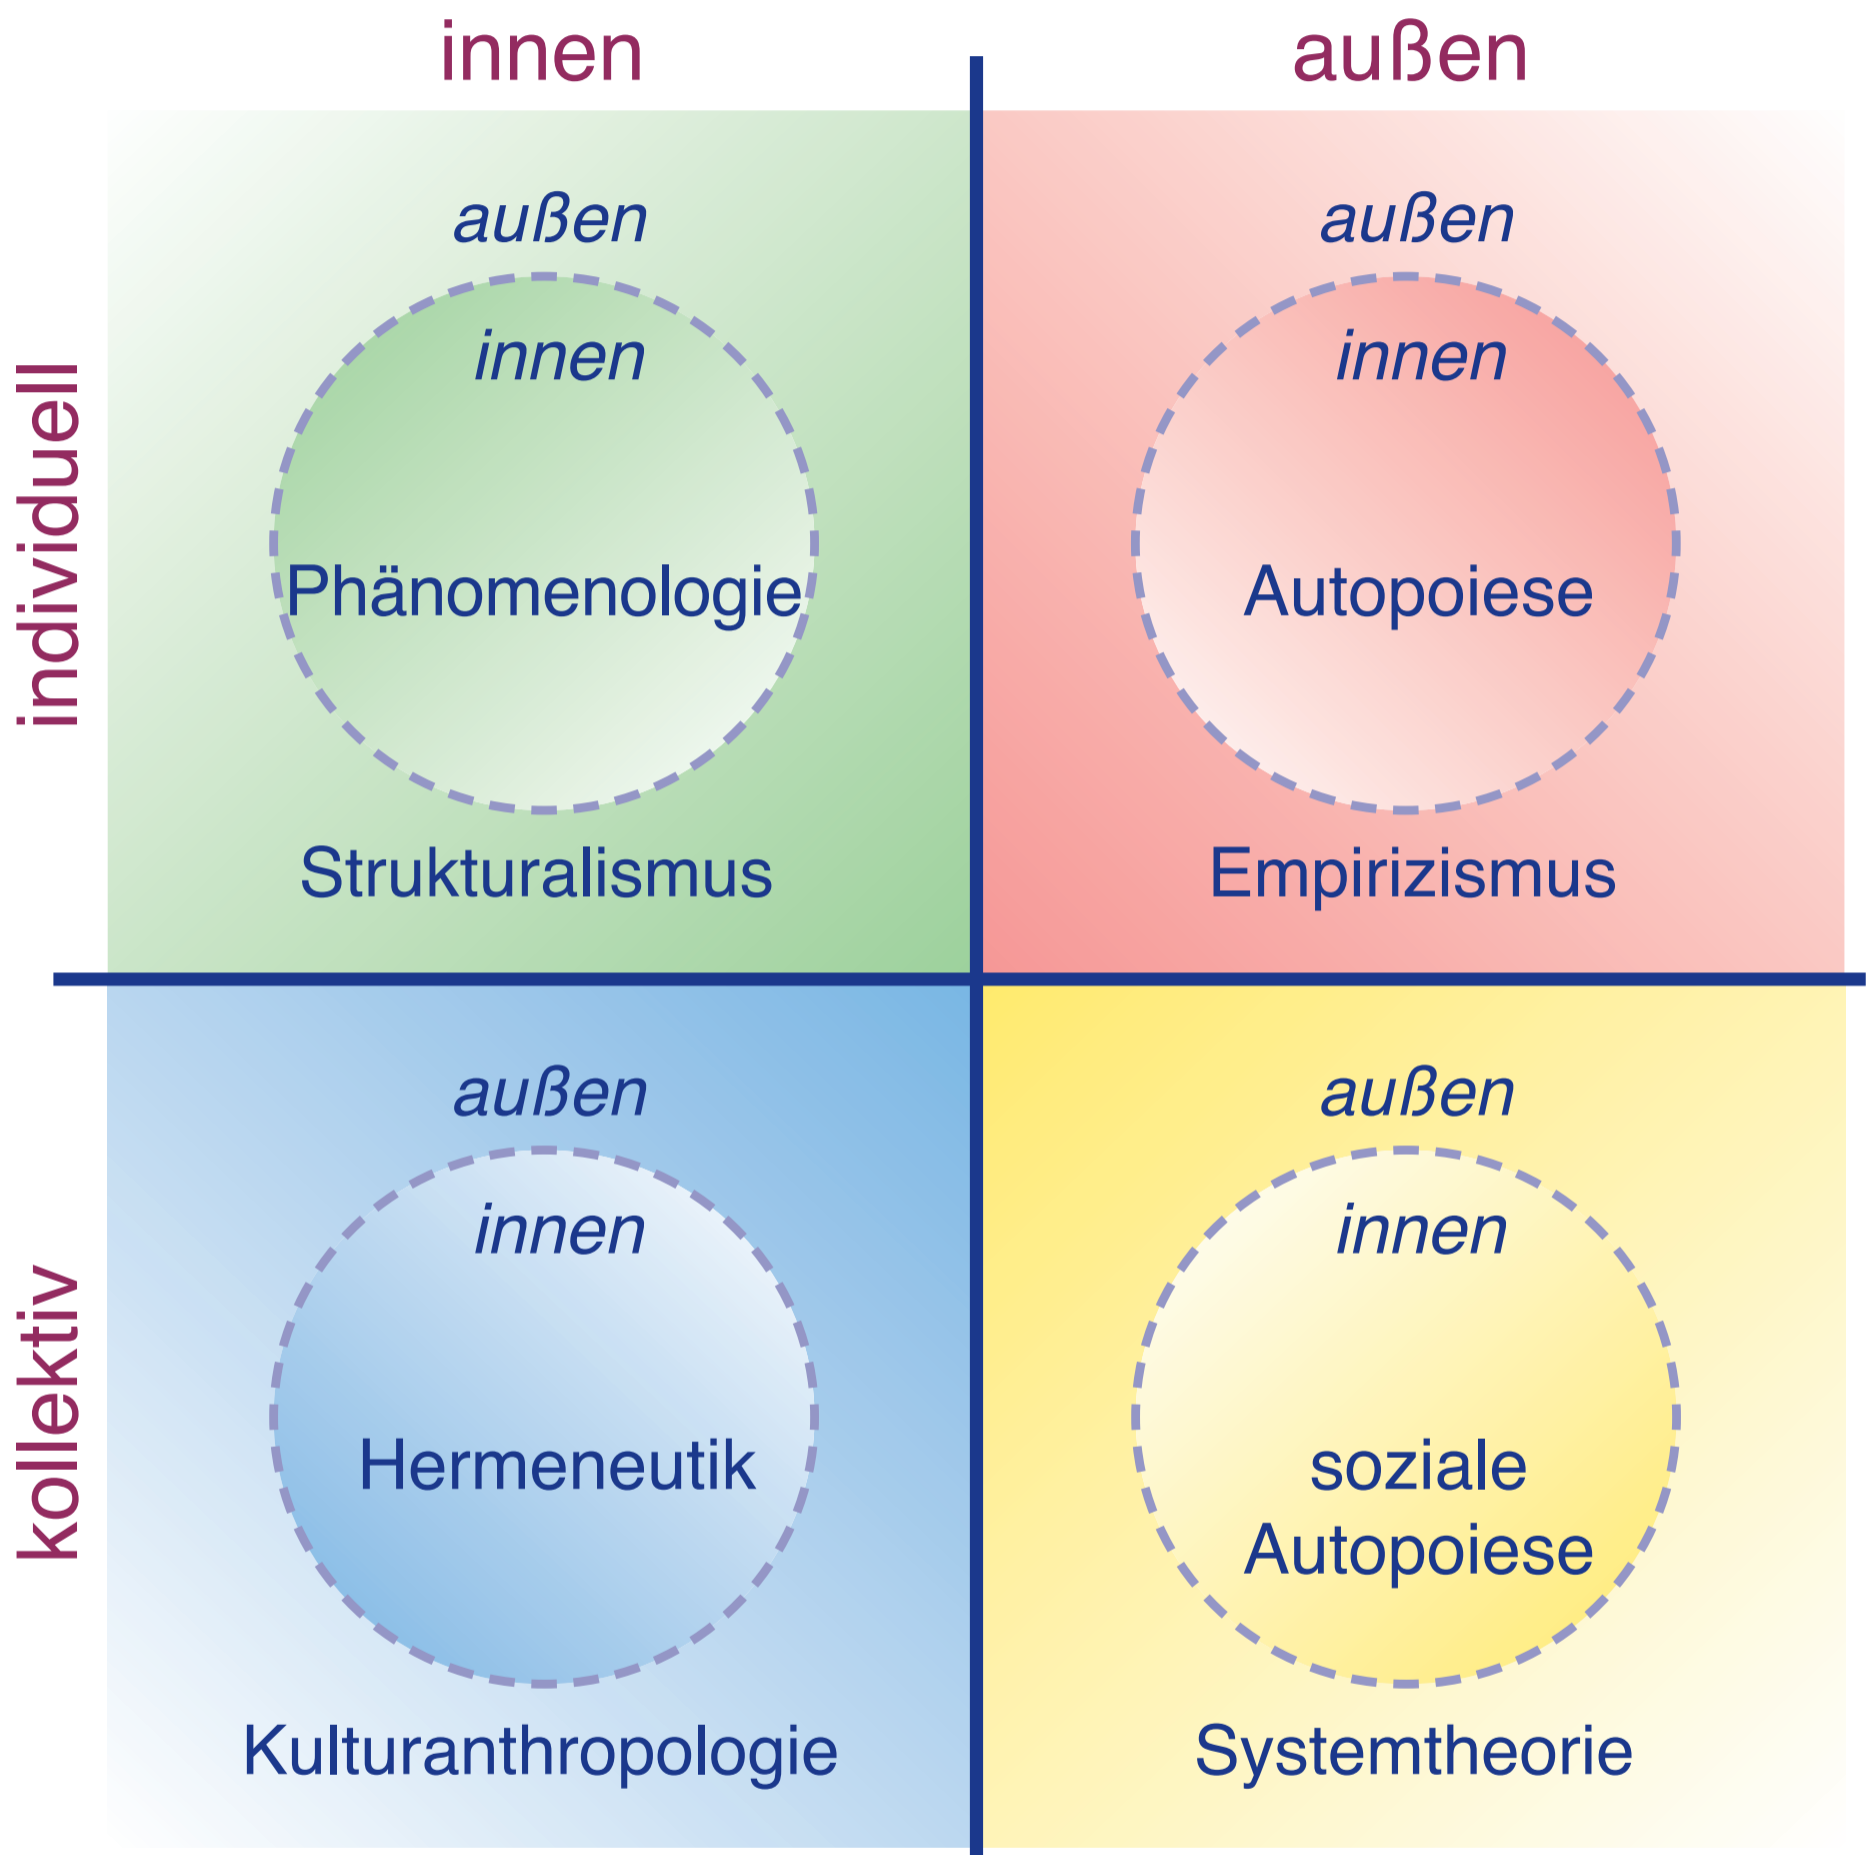 innen
außen
individuell
außen
innen
Phänomenologie
Strukturalismus
außen
innen
Autopoiese
Empirizismus
kollektiv
außen
innen
Hermeneutik
Kulturanthropologie
außen
innen
soziale
Autopoiese
Systemtheorie